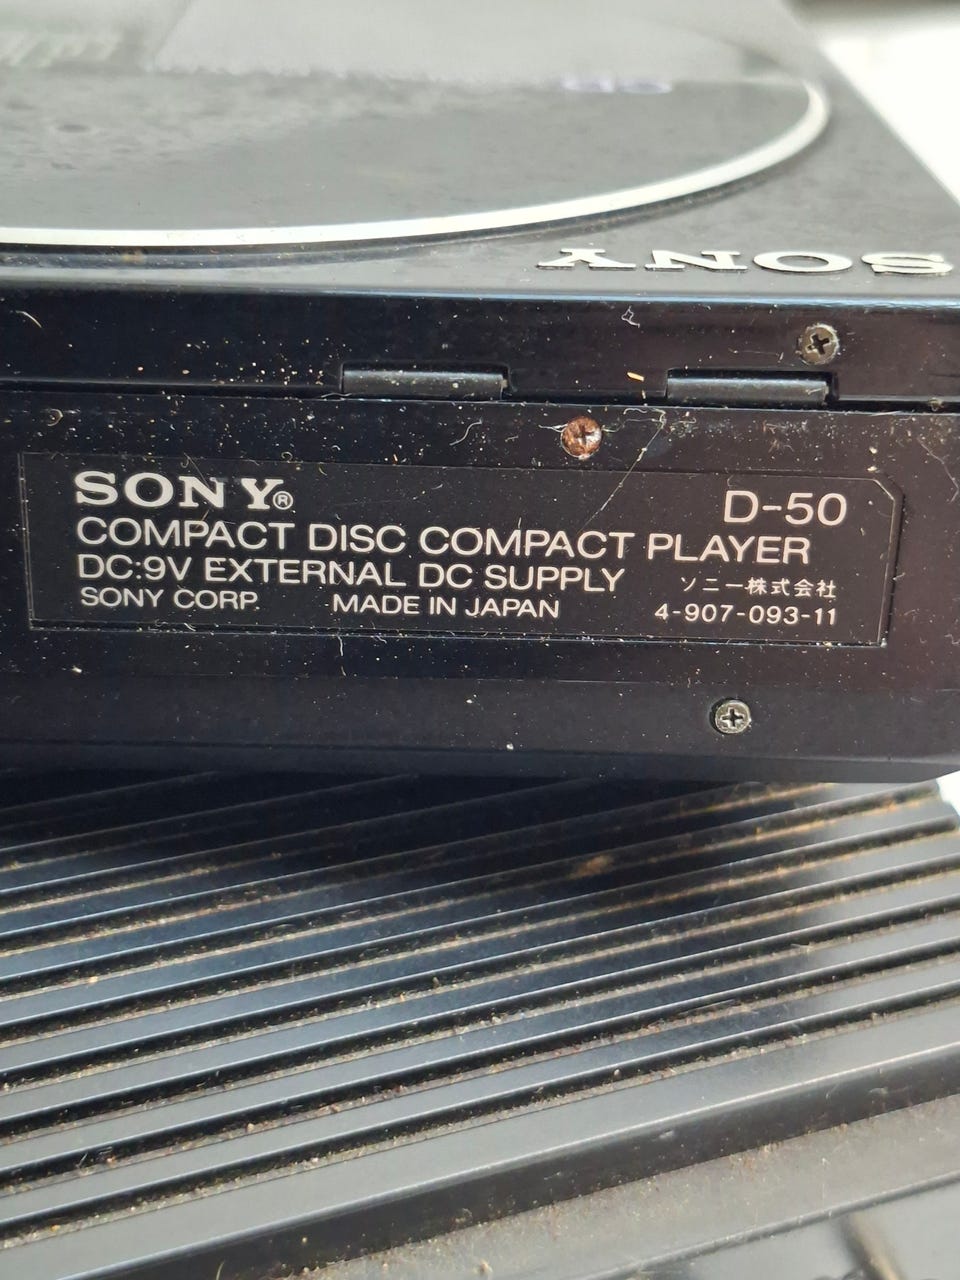 SONY
SONY® D-50
COMPACT DISC COMPACT PLAYER
DC:9V EXTERNAL DC SUPPLY ソニー株式会社
SONY CORP. MADE IN JAPAN 4-907-093-11